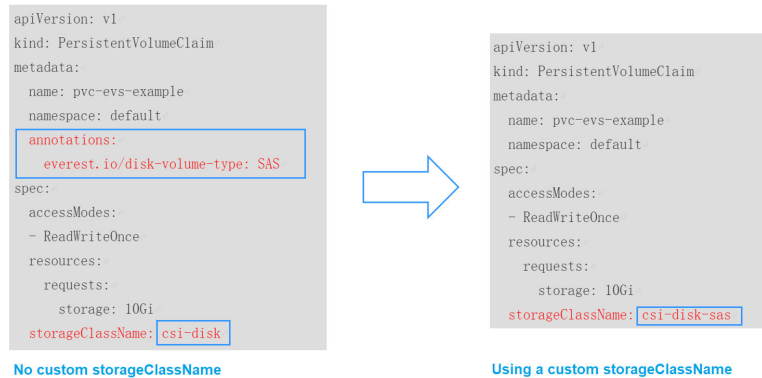 apiVersion: v1
kind: PersistentVolumeClaim
metadata:
  name: pvc-evs-example
  namespace: default
  annotations:
    everest.io/disk-volume-type: SAS
spec:
  accessModes:
  - ReadWriteOnce
  resources:
    requests:
      storage: 10Gi
  storageClassName: csi-disk
No custom storageClassName
apiVersion: v1
kind: PersistentVolumeClaim
metadata:
  name: pvc-evs-example
  namespace: default
spec:
  accessModes:
  - ReadWriteOnce
  resources:
    requests:
      storage: 10Gi
  storageClassName: csi-disk-sas
Using a custom storageClassName